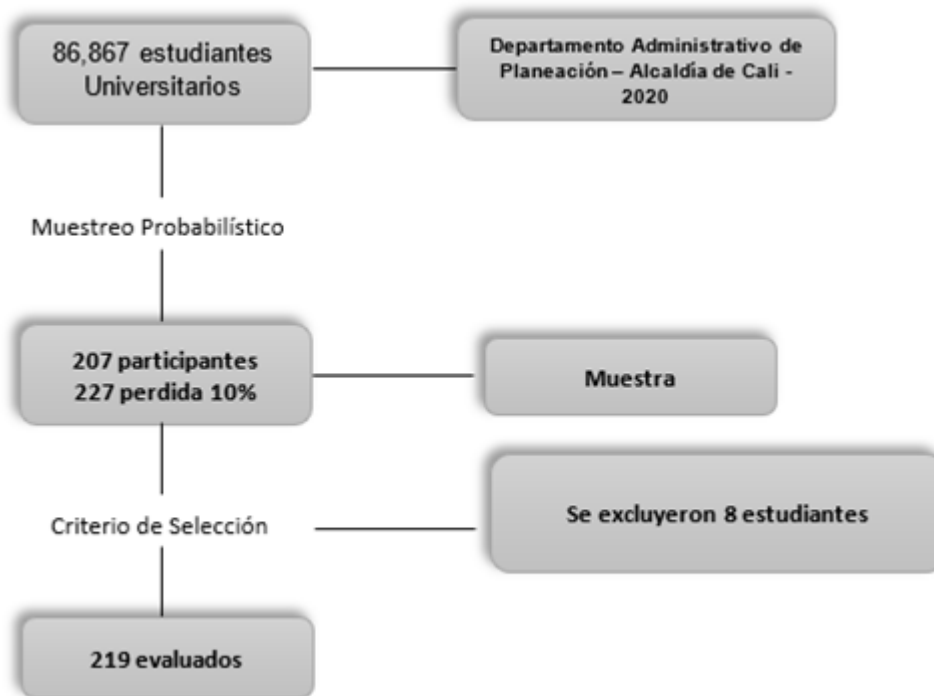 86,867 estudiantes
Universitarios
Departamento Administrativo de
Planeación – Alcaldía de Cali -
2020
Muestreo Probabilístico
207 participantes
227 perdida 10%
Muestra
Criterio de Selección
Se excluyeron 8 estudiantes
219 evaluados